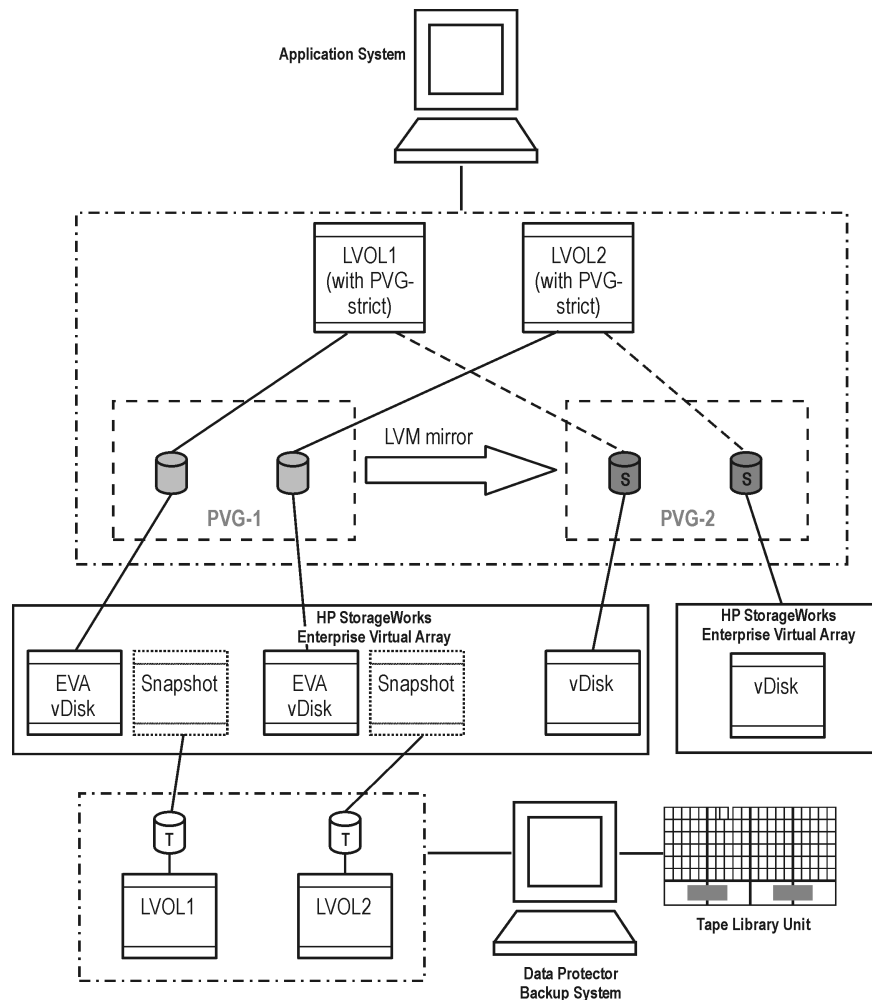 Application System
LVOL1
(with PVG-
strict)
LVOL2
(with PVG-
strict)
LVM mirror
S
S
PVG-1
PVG-2
HP StorageWorks
Enterprise Virtual Array
HP StorageWorks
Enterprise Virtual Array
EVA
vDisk
Snapshot
EVA
vDisk
Snapshot
vDisk
vDisk
T
T
LVOL1
LVOL2
Tape Library Unit
Data Protector
Backup System